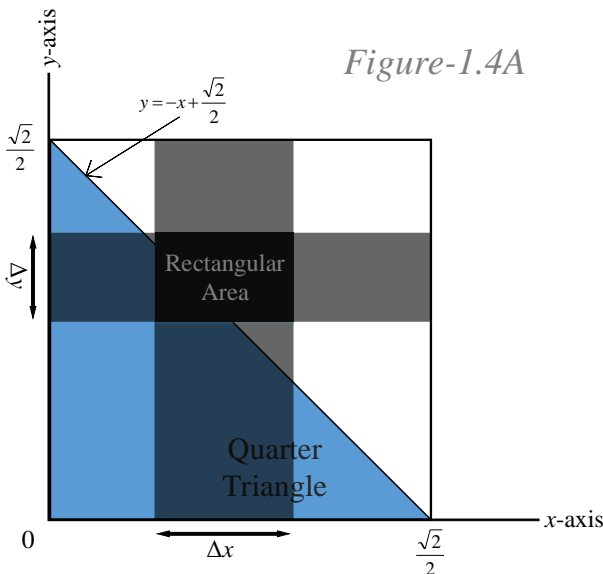 Figure-1.4A
y-axis
y=-x+√2/2
√2/2
Δy
Rectangular
Area
Quarter
Triangle
0
Δx
√2/2
x-axis